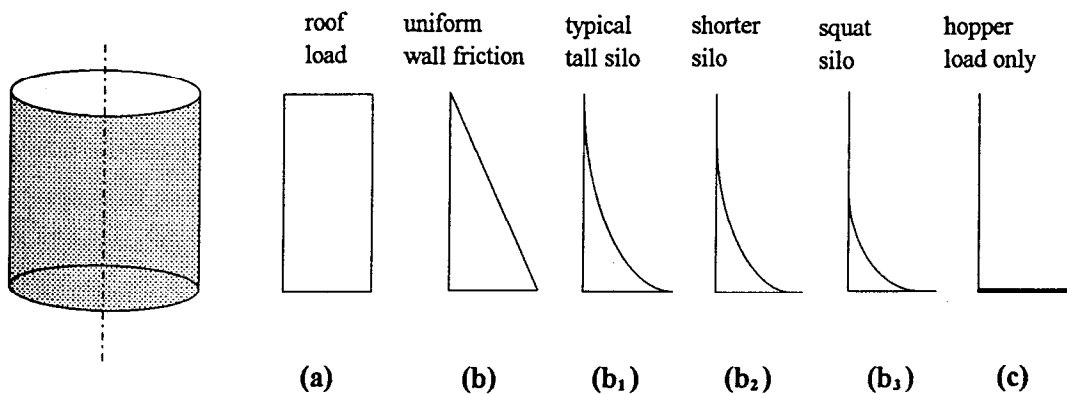 roof
load
uniform
wall friction
typical
tall silo
shorter
silo
squat
silo
hopper
load only
(a)
(b)
(b₁)
(b₂)
(b₃)
(c)